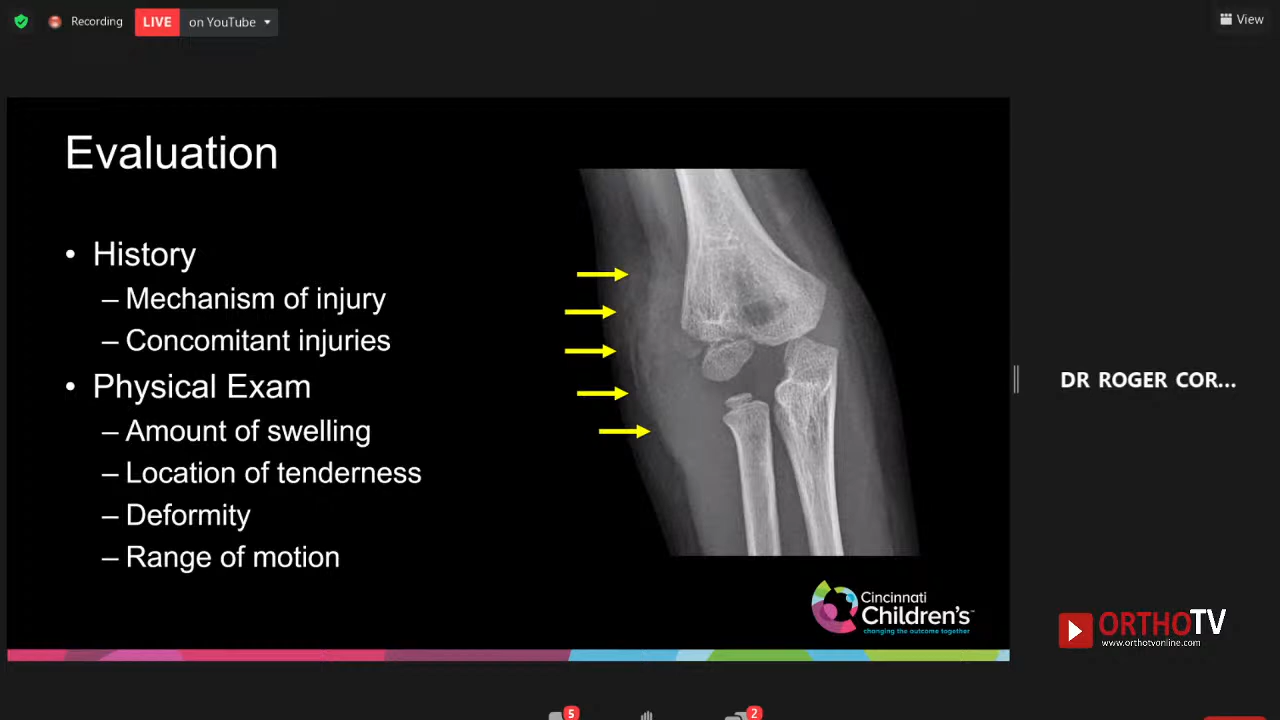 Recording
LIVE on YouTube
View
Evaluation
• History
– Mechanism of injury
– Concomitant injuries
• Physical Exam
– Amount of swelling
– Location of tenderness
– Deformity
– Range of motion
DR ROGER COR...
Cincinnati
Children's™
changing the outcome together
ORTHOTV
www.orthotvonline.com
5
2